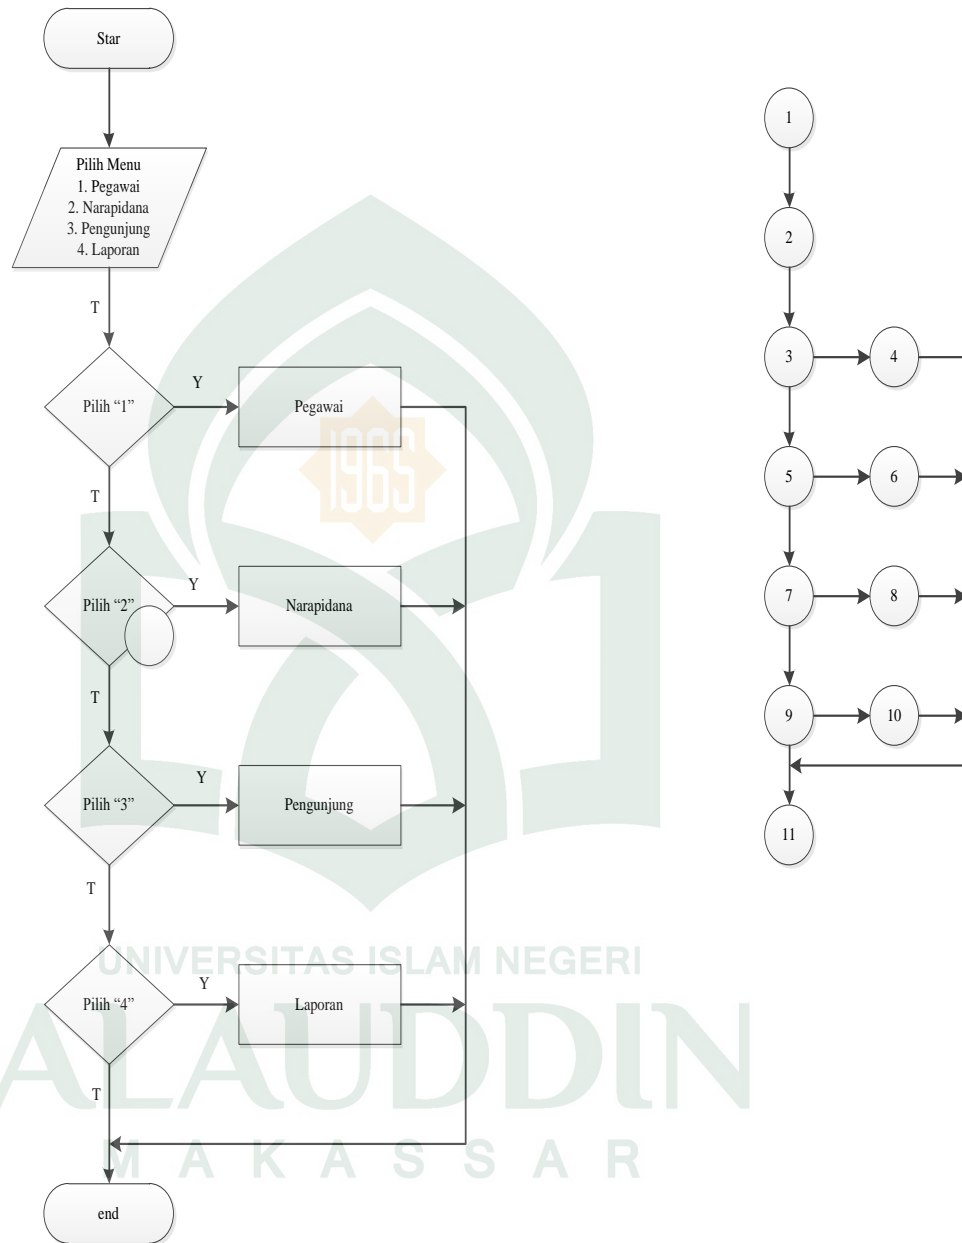 Star
Pilih Menu
1. Pegawai
2. Narapidana
3. Pengunjung
4. Laporan
T
Pilih “1”
Y
Pegawai
T
Pilih “2”
Y
Narapidana
T
Pilih “3”
Y
Pengunjung
T
Pilih “4”
Y
Laporan
T
end
1
2
3
4
5
6
7
8
9
10
11
1965
UNIVERSITAS ISLAM NEGERI
ALAUDDIN
MAKASSAR